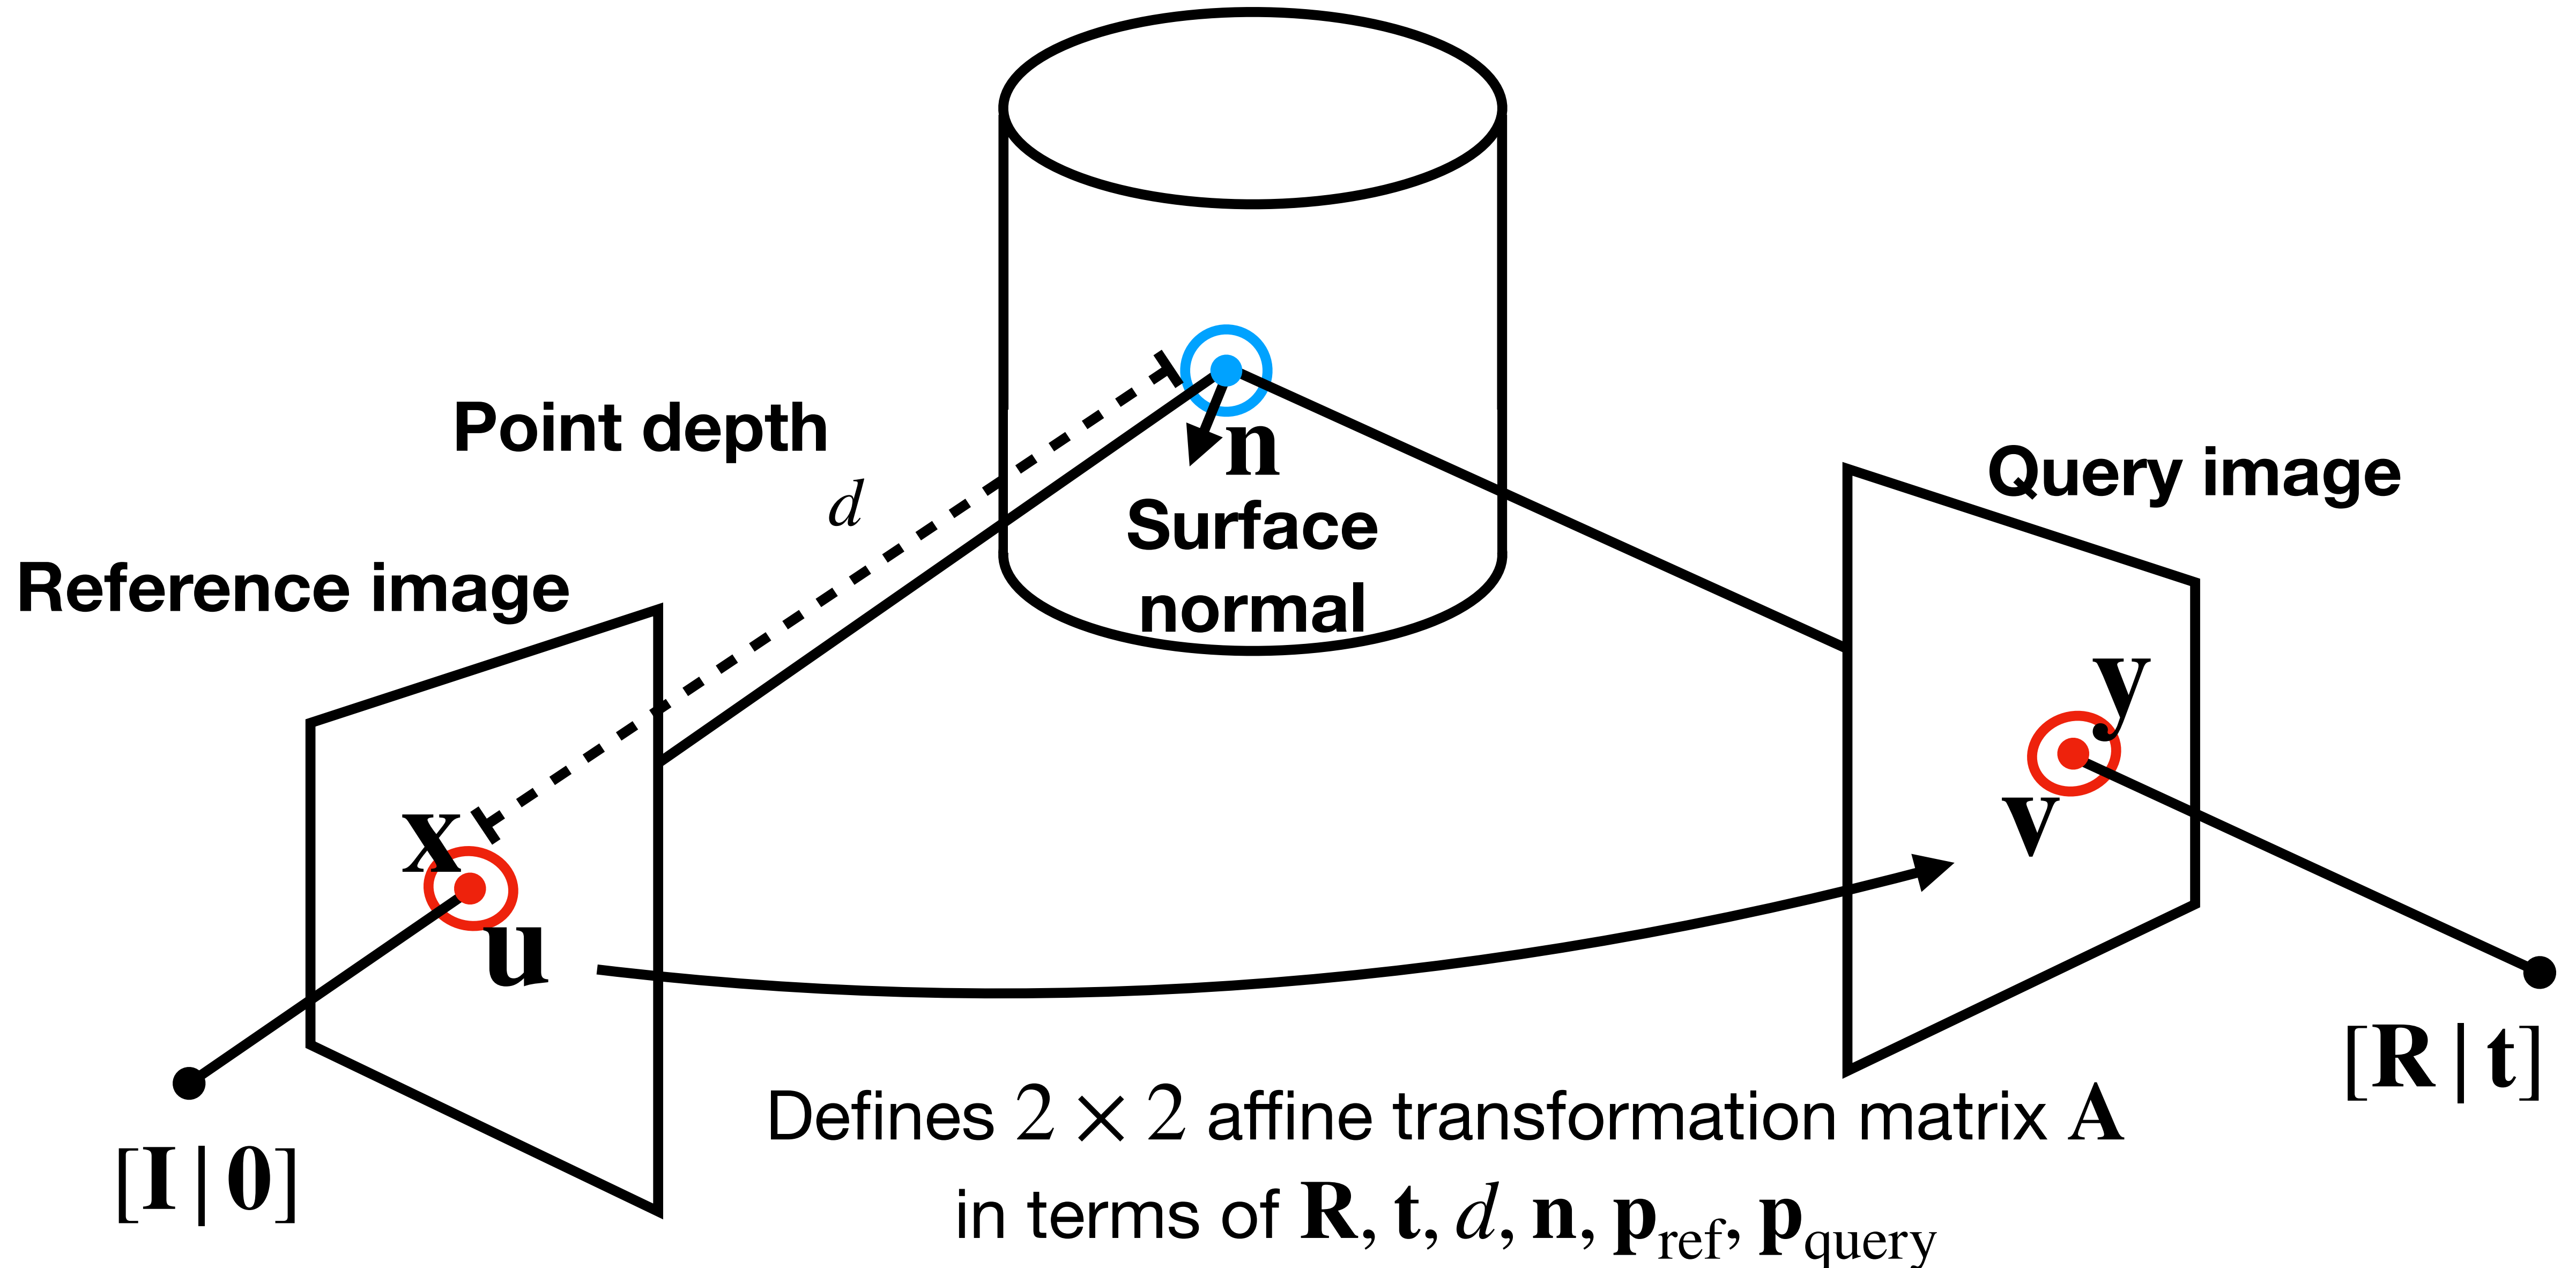 Point depth
d
n
Surface
normal
Query image
Reference image
x
u
y
v
[R | t]
[I | 0]
Defines 2 × 2 affine transformation matrix A
in terms of R, t, d, n, p_ref, p_query